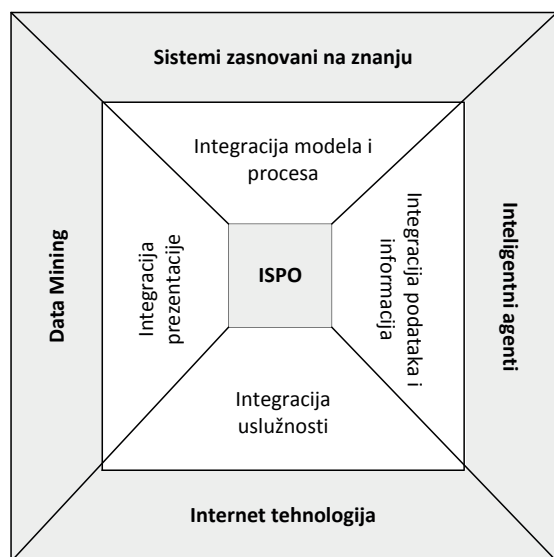 Sistemi zasnovani na znanju
Integracija modela i
procesa
Data Mining
Integracija
prezentacije
ISPO
Integracija podataka i
informacija
Inteligentni agenti
Integracija
uslužnosti
Internet tehnologija